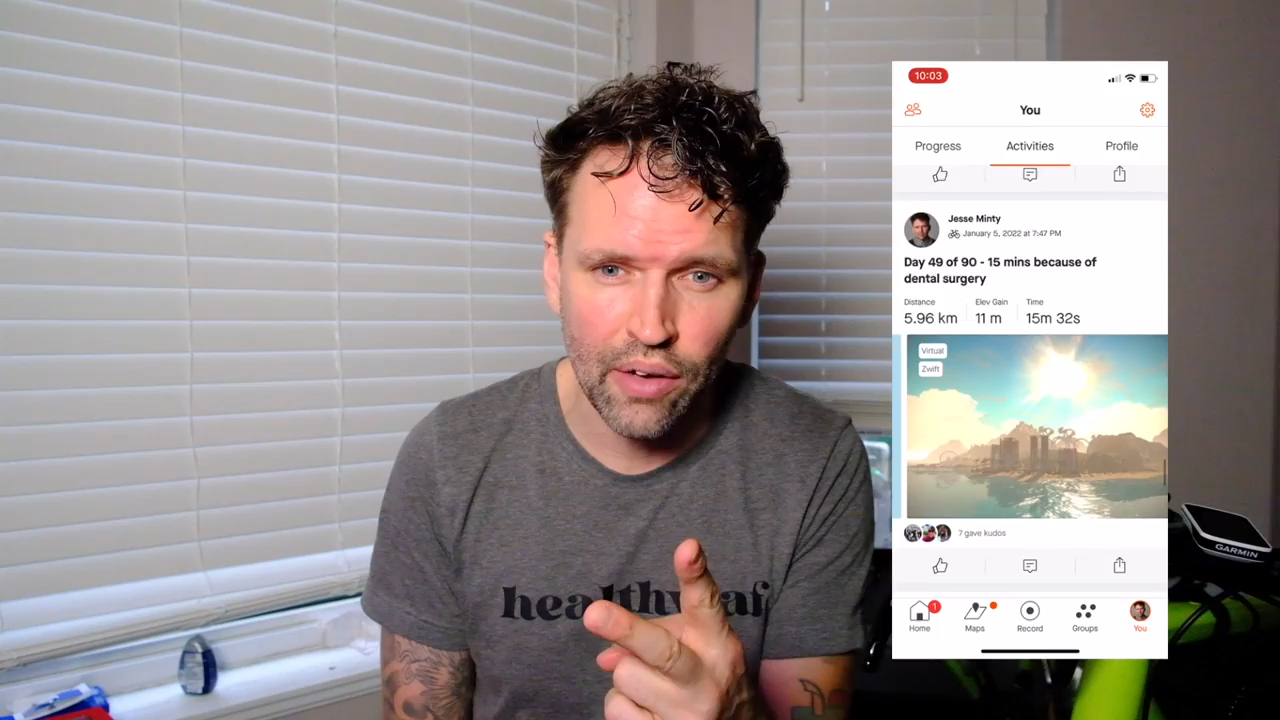 10:03
You
Progress
Activities
Profile
Jesse Minty
January 5, 2022 at 7:47 PM
Day 49 of 90 - 15 mins because of
dental surgery
Distance
Elev Gain
Time
5.96 km
11 m
15m 32s
Virtual
Zwift
7 gave kudos
1
Home
Maps
Record
Groups
You
GARMIN